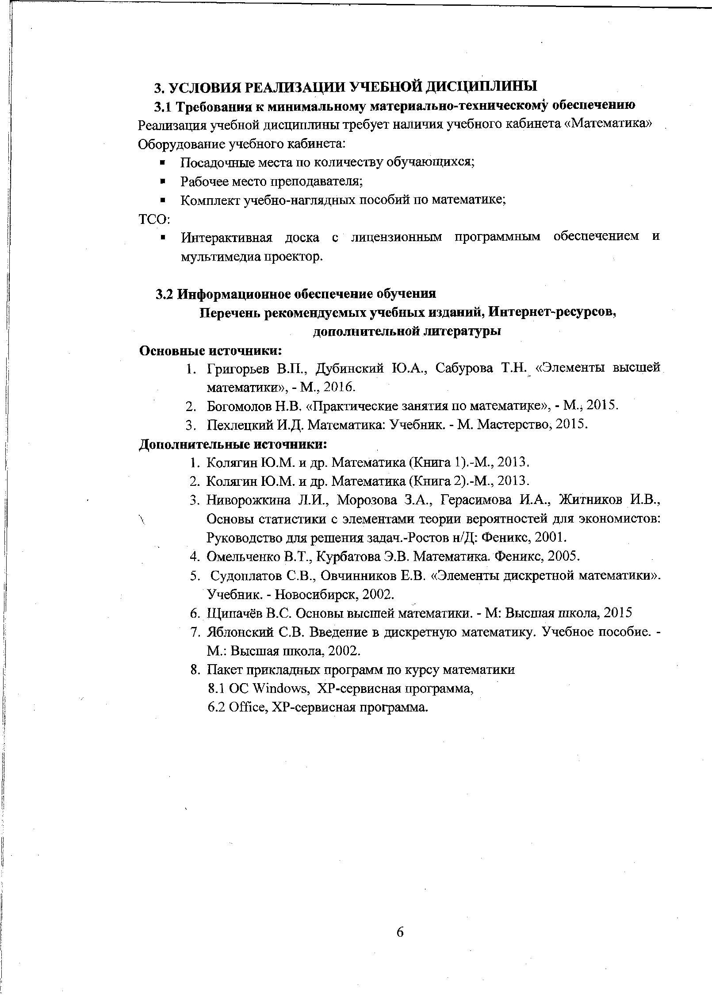 3. УСЛОВИЯ РЕАЛИЗАЦИИ УЧЕБНОЙ ДИСЦИПЛИНЫ
3.1 Требования к минимальному материально-техническому обеспечению
Реализация учебной дисциплины требует наличия учебного кабинета «Математика»
Оборудование учебного кабинета:
▪ Посадочные места по количеству обучающихся;
▪ Рабочее место преподавателя;
▪ Комплект учебно-наглядных пособий по математике;
ТСО:
▪ Интерактивная доска с лицензионным программным обеспечением и
мультимедиа проектор.
3.2 Информационное обеспечение обучения
Перечень рекомендуемых учебных изданий, Интернет-ресурсов,
дополнительной литературы
Основные источники:
1. Григорьев В.П., Дубинский Ю.А., Сабурова Т.Н. «Элементы высшей
математики», - М., 2016.
2. Богомолов Н.В. «Практические занятия по математике», - М., 2015.
3. Пехлецкий И.Д. Математика: Учебник. - М. Мастерство, 2015.
Дополнительные источники:
1. Колягин Ю.М. и др. Математика (Книга 1).-М., 2013.
2. Колягин Ю.М. и др. Математика (Книга 2).-М., 2013.
3. Ниворожкина Л.И., Морозова З.А., Герасимова И.А., Житников И.В.,
Основы статистики с элементами теории вероятностей для экономистов:
Руководство для решения задач.-Ростов н/Д: Феникс, 2001.
4. Омельченко В.Т., Курбатова Э.В. Математика. Феникс, 2005.
5. Судоплатов С.В., Овчинников Е.В. «Элементы дискретной математики».
Учебник. - Новосибирск, 2002.
6. Щипачёв В.С. Основы высшей математики. - М: Высшая школа, 2015
7. Яблонский С.В. Введение в дискретную математику. Учебное пособие. -
М.: Высшая школа, 2002.
8. Пакет прикладных программ по курсу математики
8.1 ОС Windows, ХР-сервисная программа,
6.2 Office, ХР-сервисная программа.
6